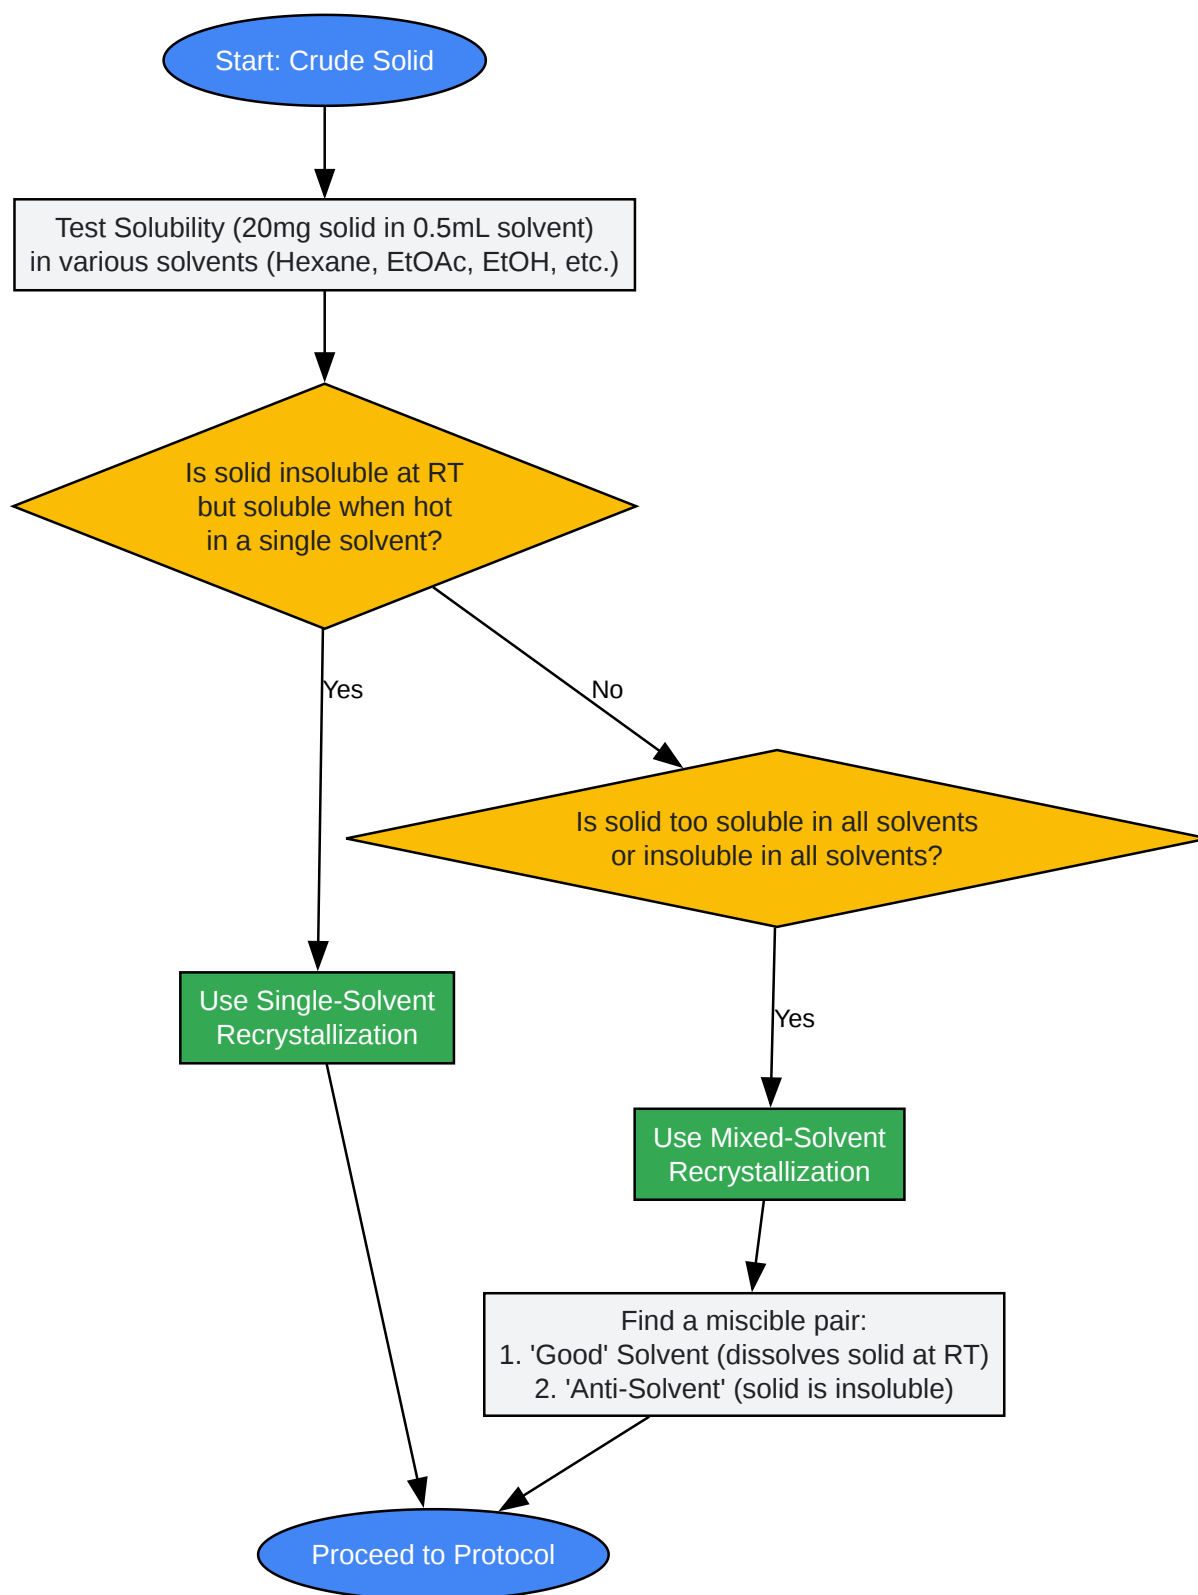 Start: Crude Solid
Test Solubility (20mg solid in 0.5mL solvent)
in various solvents (Hexane, EtOAc, EtOH, etc.)
Is solid insoluble at RT
but soluble when hot
in a single solvent?
Yes
No
Is solid too soluble in all solvents
or insoluble in all solvents?
Use Single-Solvent
Recrystallization
Yes
Use Mixed-Solvent
Recrystallization
Find a miscible pair:
1. 'Good' Solvent (dissolves solid at RT)
2. 'Anti-Solvent' (solid is insoluble)
Proceed to Protocol